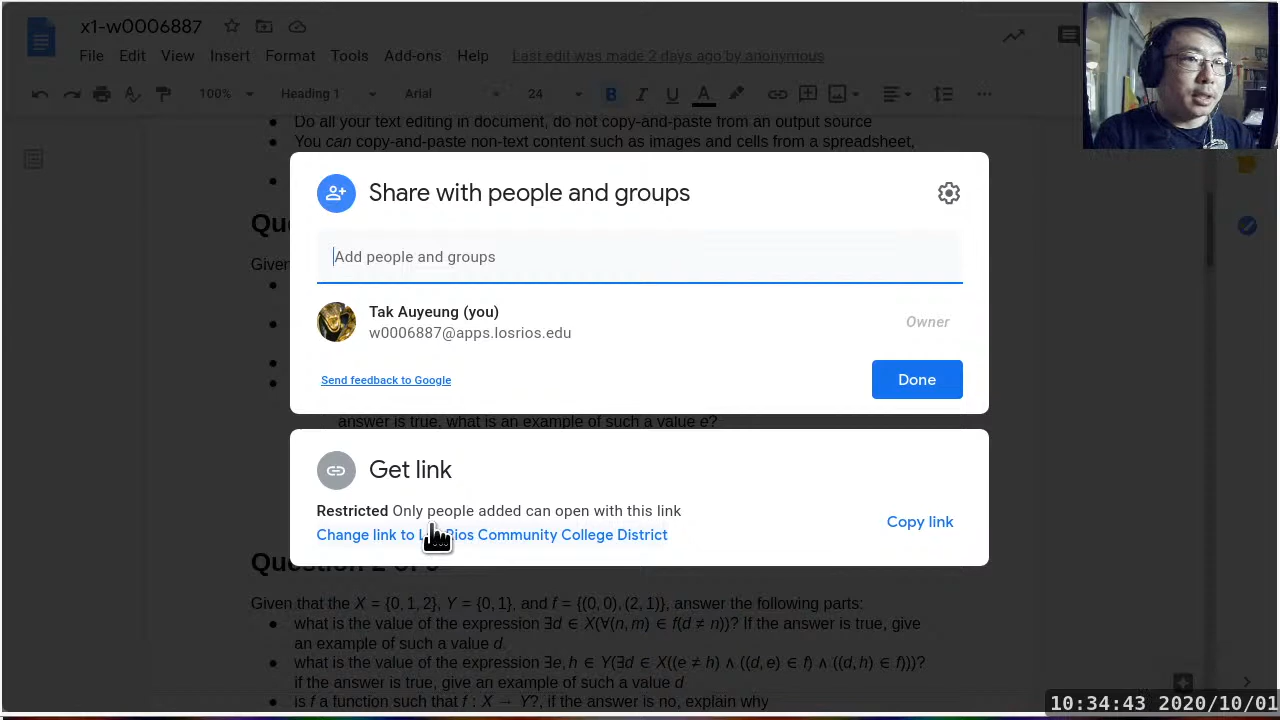 x1-w0006887
File Edit View Insert Format Tools Add-ons Help Last edit was made 2 days ago by anonymous
100% Heading 1 Arial 24 B I U A
Do all your text editing in document, do not copy-and-paste from an output source
You can copy-and-paste non-text content such as images and cells from a spreadsheet,
Share with people and groups
Add people and groups
Tak Auyeung (you)
w0006887@apps.losrios.edu
Owner
Send feedback to Google
Done
answer is true, what is an example of such a value e?
Get link
Restricted Only people added can open with this link
Change link to Los Rios Community College District
Copy link
Given that the X = {0, 1, 2}, Y = {0, 1}, and f = {(0, 0), (2, 1)}, answer the following parts:
what is the value of the expression ∃d ∈ X(∀(n, m) ∈ f(d ≠ n))? If the answer is true, give
an example of such a value d.
what is the value of the expression ∃e, h ∈ Y(∃d ∈ X((e ≠ h) ∧ ((d, e) ∈ f) ∧ ((d, h) ∈ f)))?
if the answer is true, give an example of such a value d
is f a function such that f : X → Y?, if the answer is no, explain why
10:34:43 2020/10/01